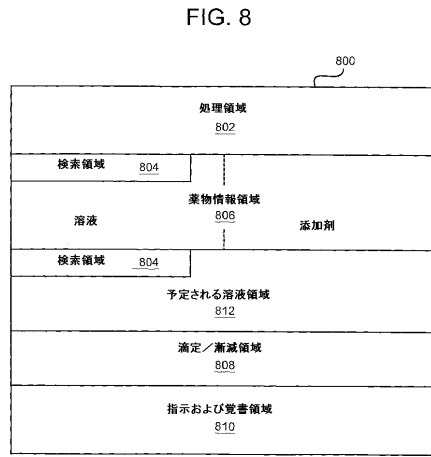 FIG. 8
800
処理領域
802
検索領域 804
薬物情報領域
806
溶液
添加剤
検索領域 804
予定される溶液領域
812
滴定/漸減領域
808
指示および覚書領域
810